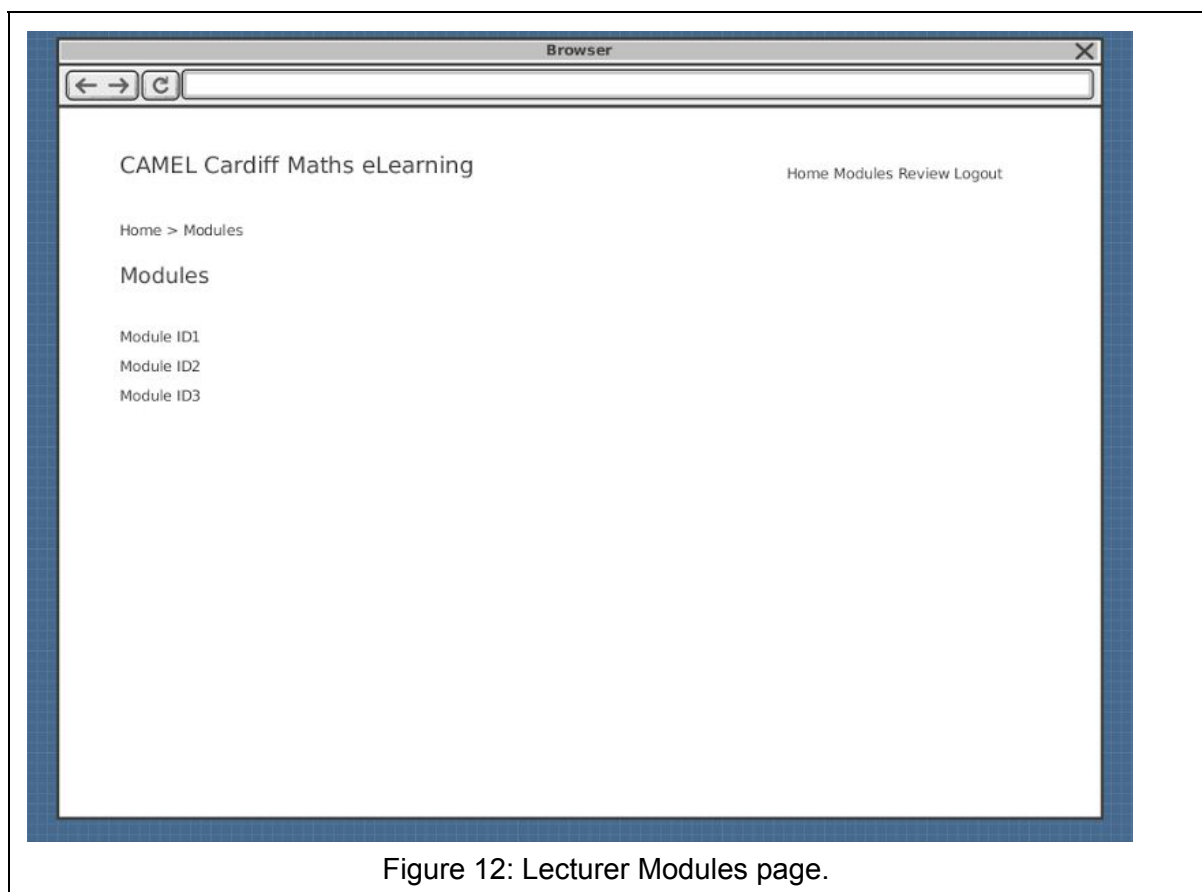 Browser
CAMEL Cardiff Maths eLearning
Home Modules Review Logout
Home > Modules
Modules
Module ID1
Module ID2
Module ID3
Figure 12: Lecturer Modules page.